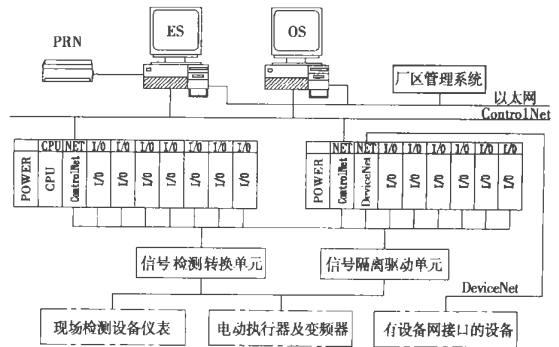 PRN
ES
OS
厂区管理系统
以太网
ControlNet
CPU NET I/O I/O I/O I/O I/O I/O
POWER CPU ControlNet I/O I/O I/O I/O I/O I/O
NET NET I/O I/O I/O I/O I/O I/O
POWER ControlNet DeviceNet I/O I/O I/O I/O I/O I/O
信号检测转换单元
信号隔离驱动单元
DeviceNet
现场检测设备仪表
电动执行器及变频器
有设备网接口的设备